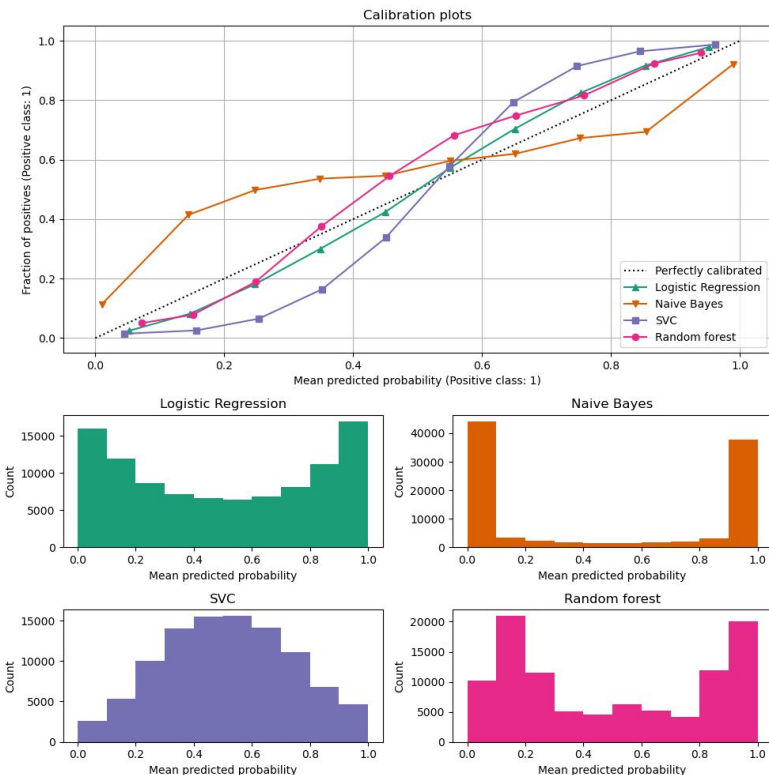 Calibration plots
1.0
0.8
0.6
0.4
0.2
0.0
Fraction of positives (Positive class: 1)
Perfectly calibrated
Logistic Regression
Naive Bayes
SVC
Random forest
0.0 0.2 0.4 0.6 0.8 1.0
Mean predicted probability (Positive class: 1)
Logistic Regression
15000
10000
5000
0
Count
0.0 0.2 0.4 0.6 0.8 1.0
Mean predicted probability
Naive Bayes
40000
30000
20000
10000
0
Count
0.0 0.2 0.4 0.6 0.8 1.0
Mean predicted probability
SVC
15000
10000
5000
0
Count
0.0 0.2 0.4 0.6 0.8 1.0
Mean predicted probability
Random forest
20000
15000
10000
5000
0
Count
0.0 0.2 0.4 0.6 0.8 1.0
Mean predicted probability